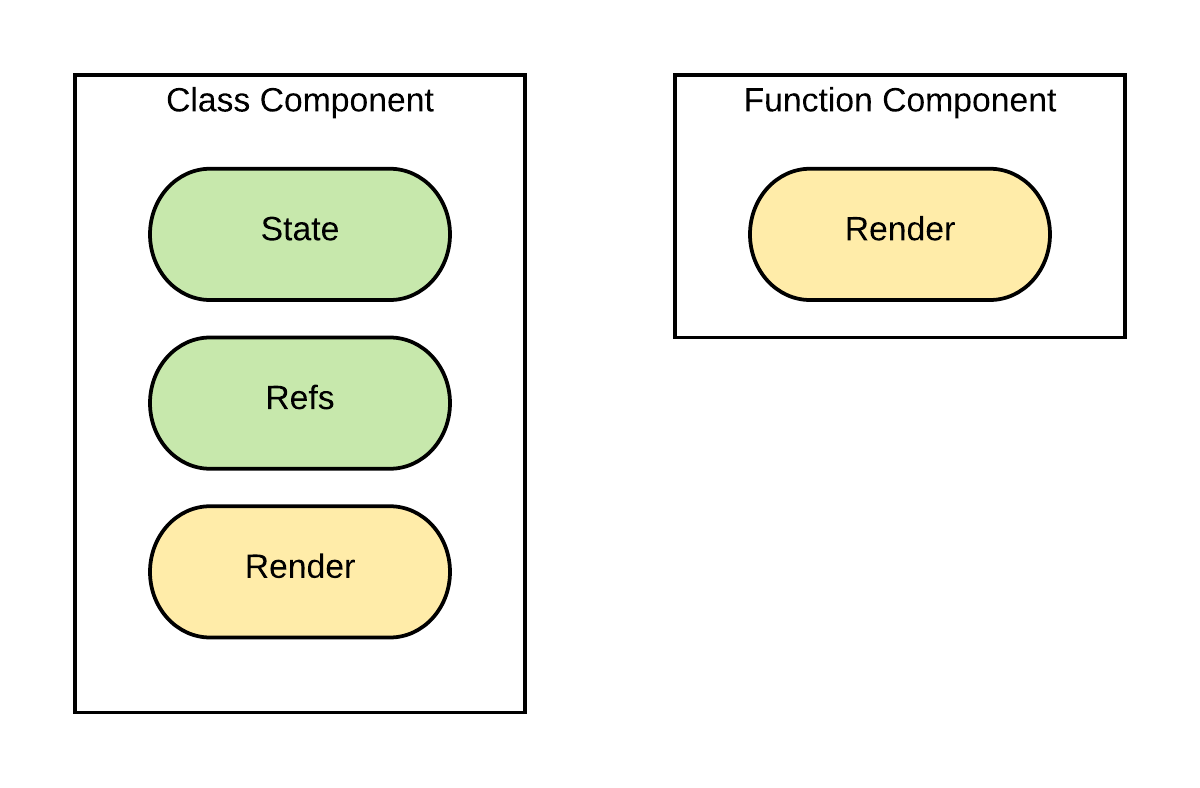 Class Component
State
Refs
Render
Function Component
Render